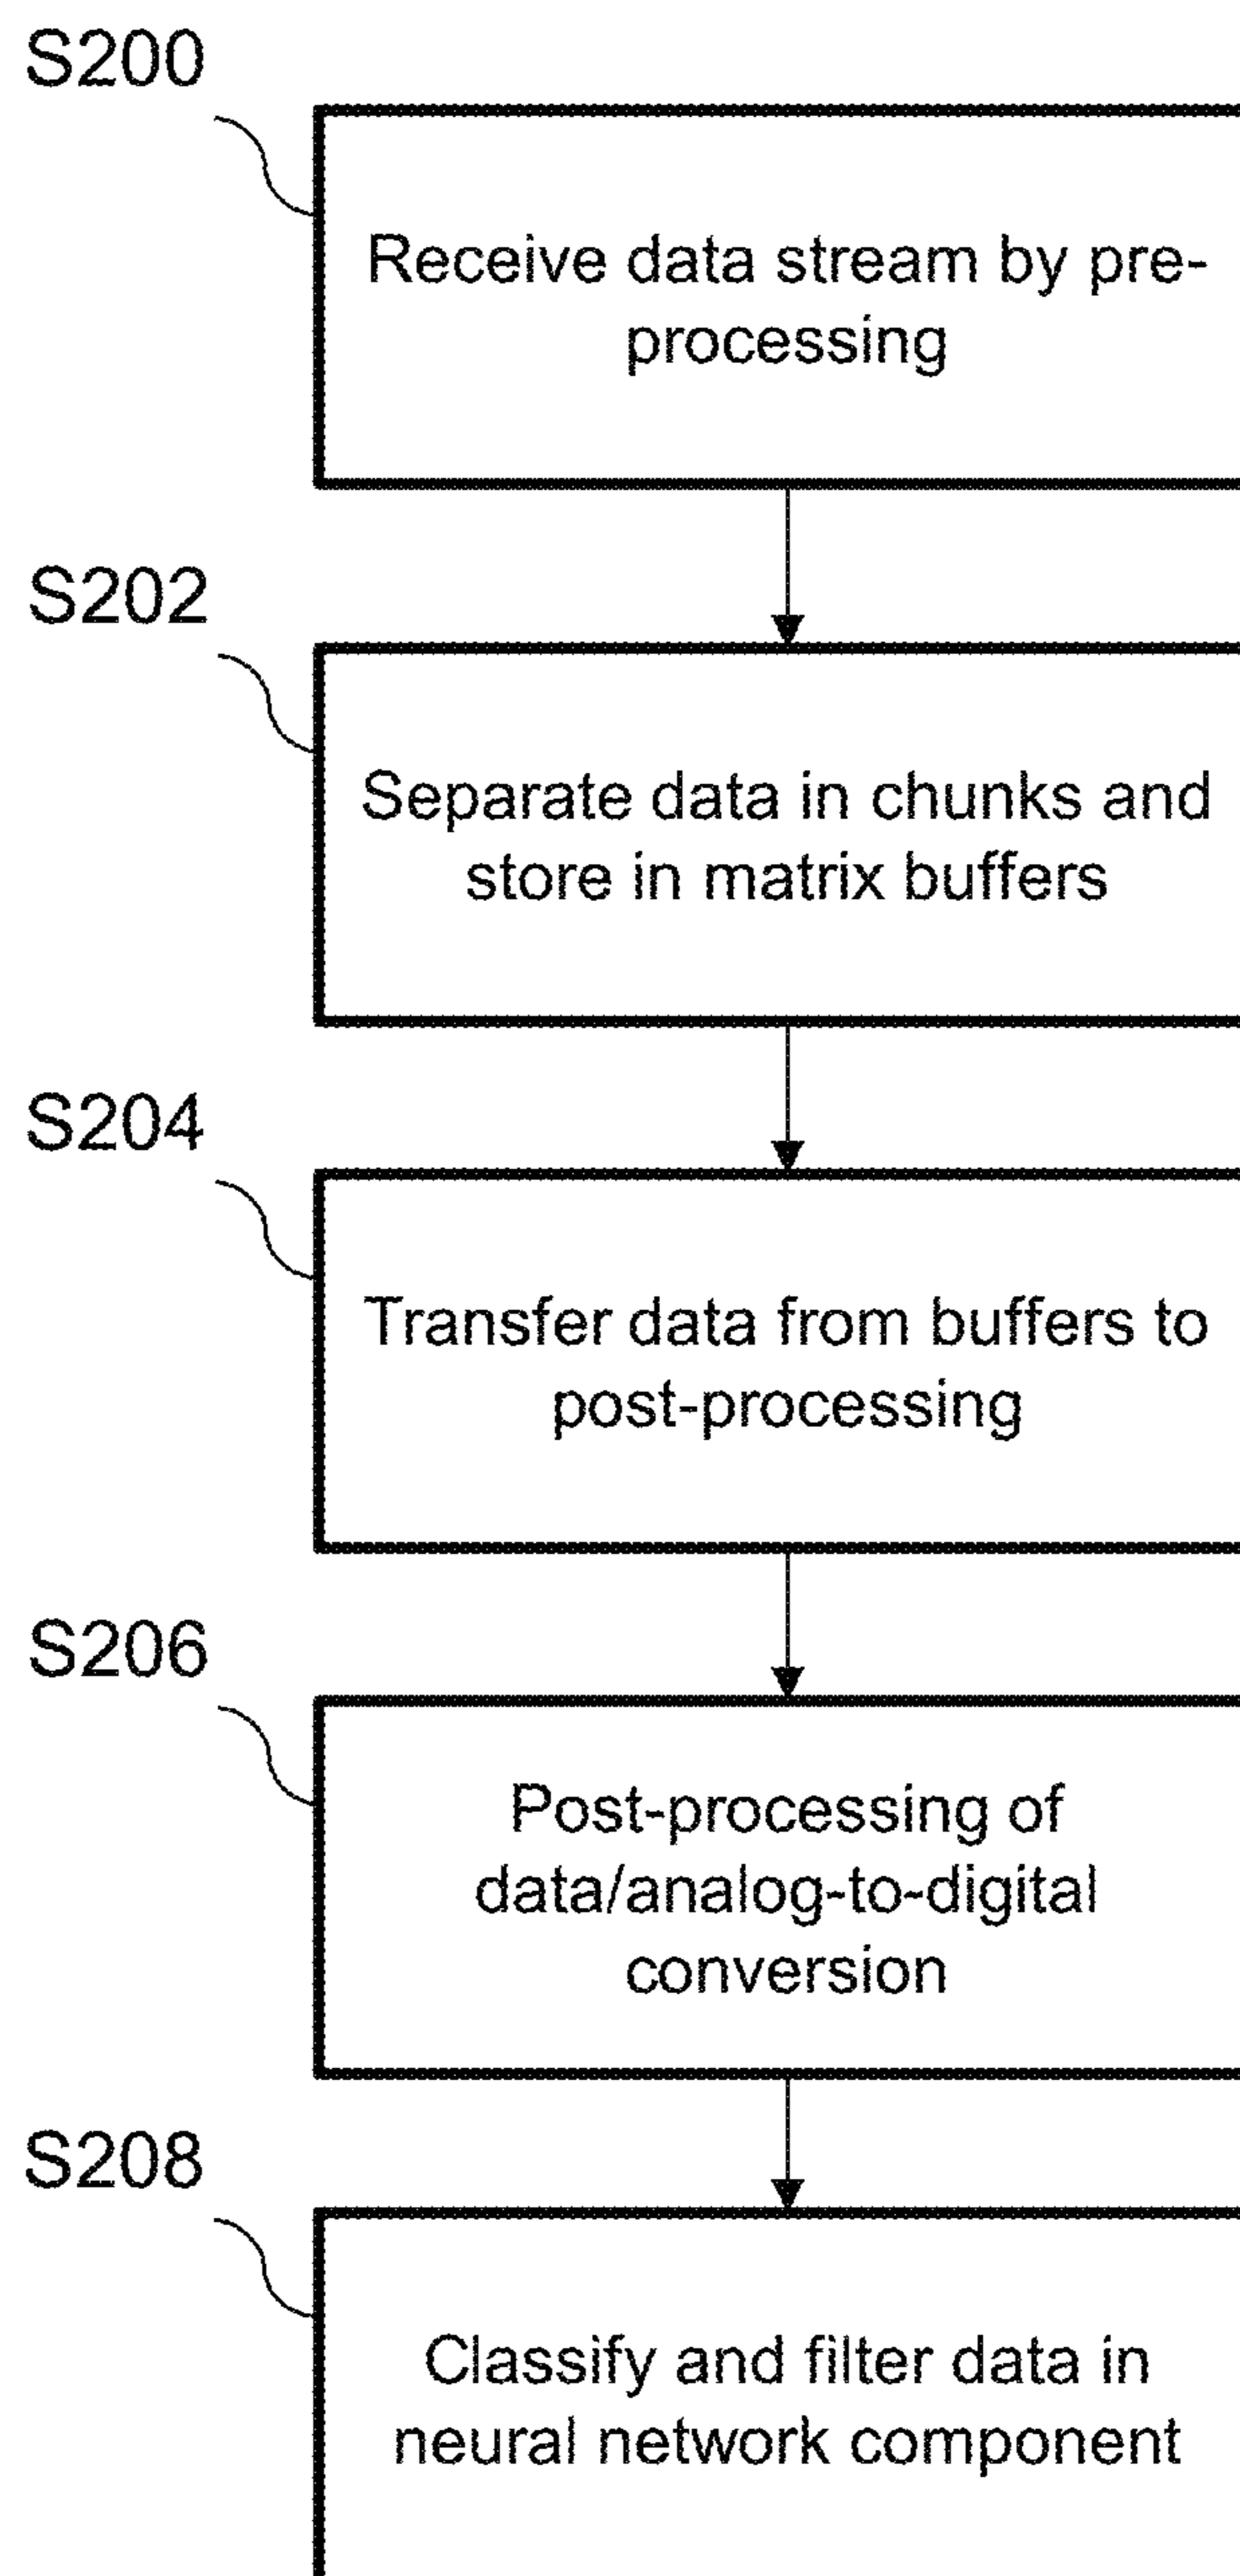 S200
Receive data stream by pre-
processing
S202
Separate data in chunks and
store in matrix buffers
S204
Transfer data from buffers to
post-processing
S206
Post-processing of
data/analog-to-digital
conversion
S208
Classify and filter data in
neural network component